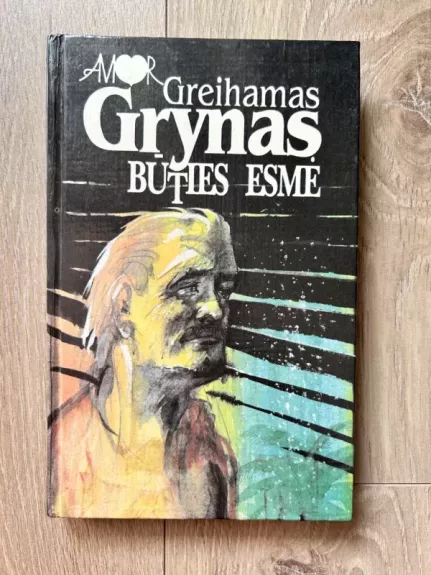 AMOR
Greihamas
Grynas
BŪTIES ESMĖ